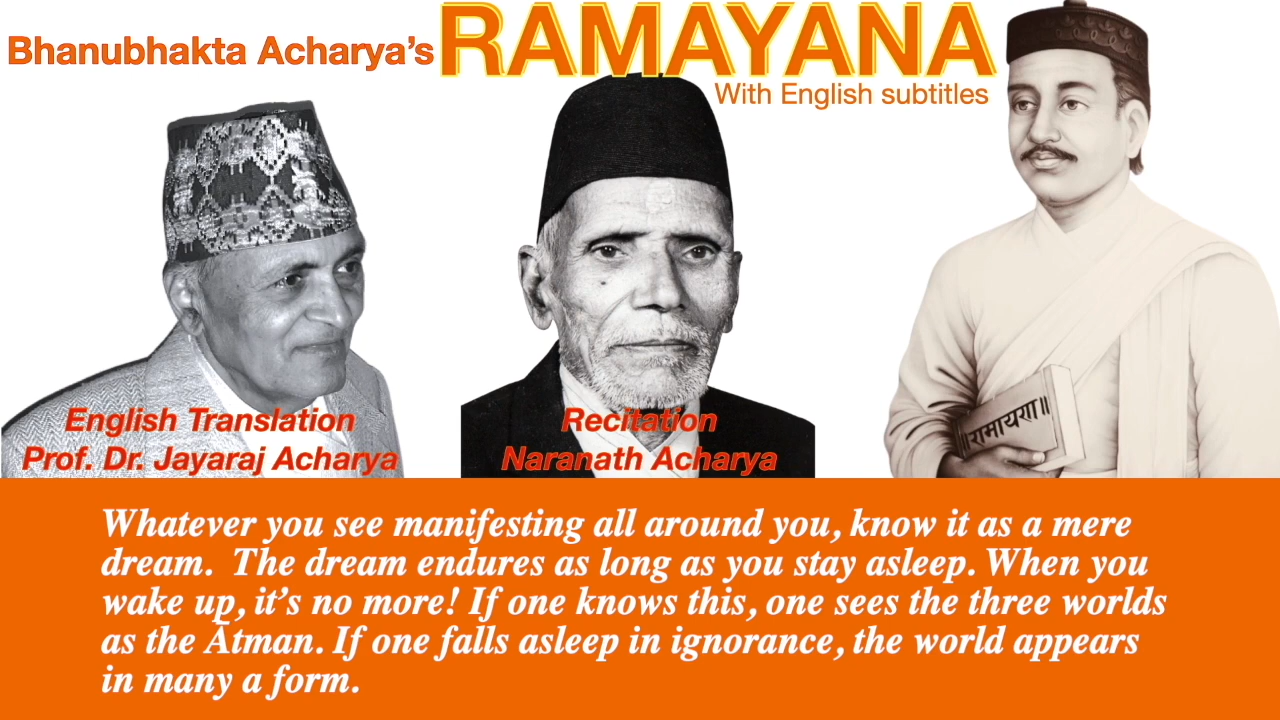 Bhanubhakta Acharya's RAMAYANA
With English subtitles
॥रामायण॥
English Translation
Prof. Dr. Jayaraj Acharya
Recitation
Naranath Acharya
Whatever you see manifesting all around you, know it as a mere
dream.  The dream endures as long as you stay asleep. When you
wake up, it's no more! If one knows this, one sees the three worlds
as the Ātman. If one falls asleep in ignorance, the world appears
in many a form.